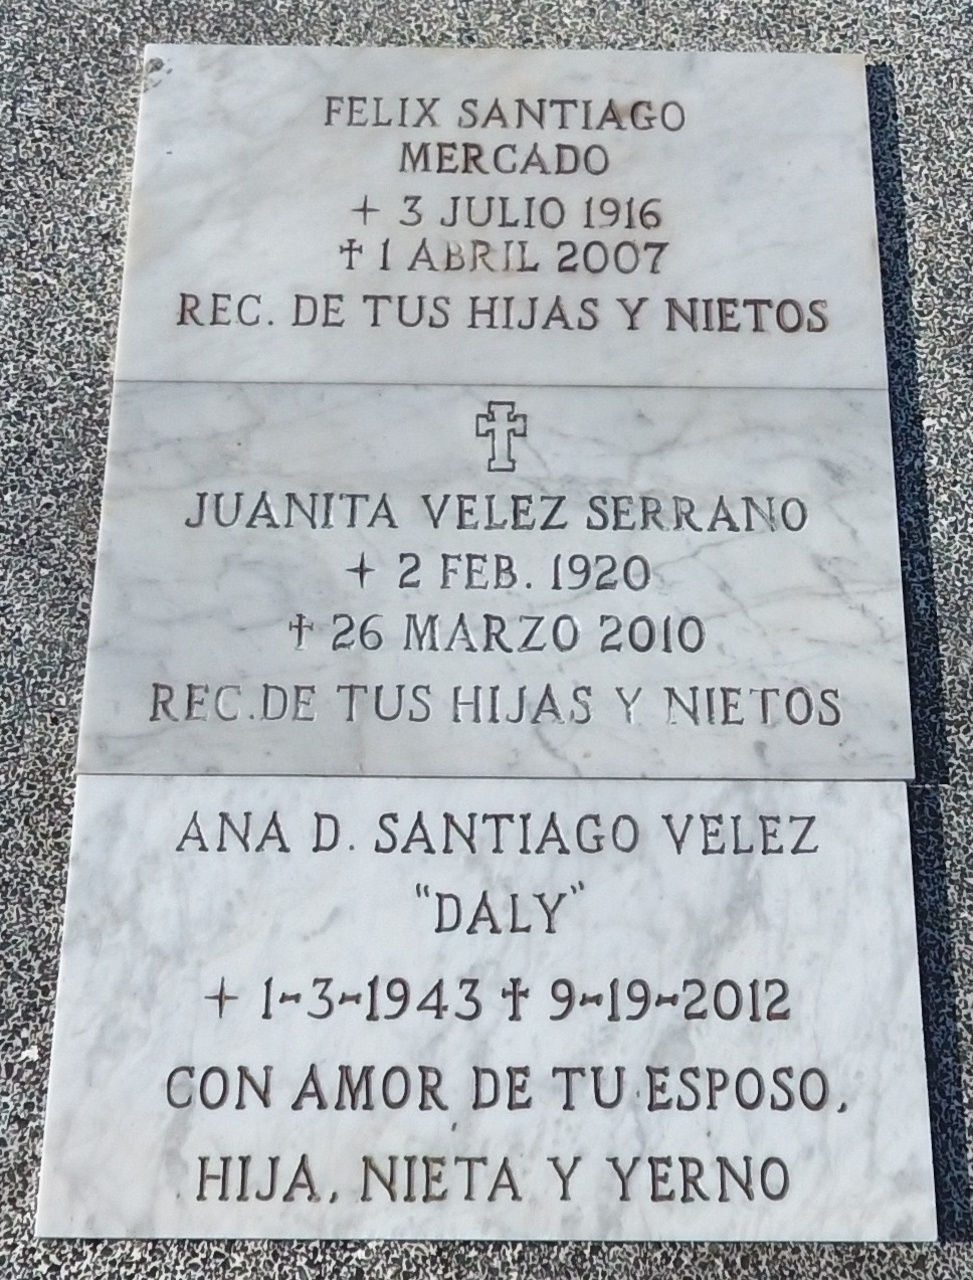 FELIX SANTIAGO
MERCADO
+ 3 JULIO 1916
✝ 1 ABRIL 2007
REC. DE TUS HIJAS Y NIETOS
JUANITA VELEZ SERRANO
+ 2 FEB. 1920
✝ 26 MARZO 2010
REC. DE TUS HIJAS Y NIETOS
ANA D. SANTIAGO VELEZ
"DALY"
+ 1-3-1943 ✝ 9-19-2012
CON AMOR DE TU ESPOSO,
HIJA, NIETA Y YERNO